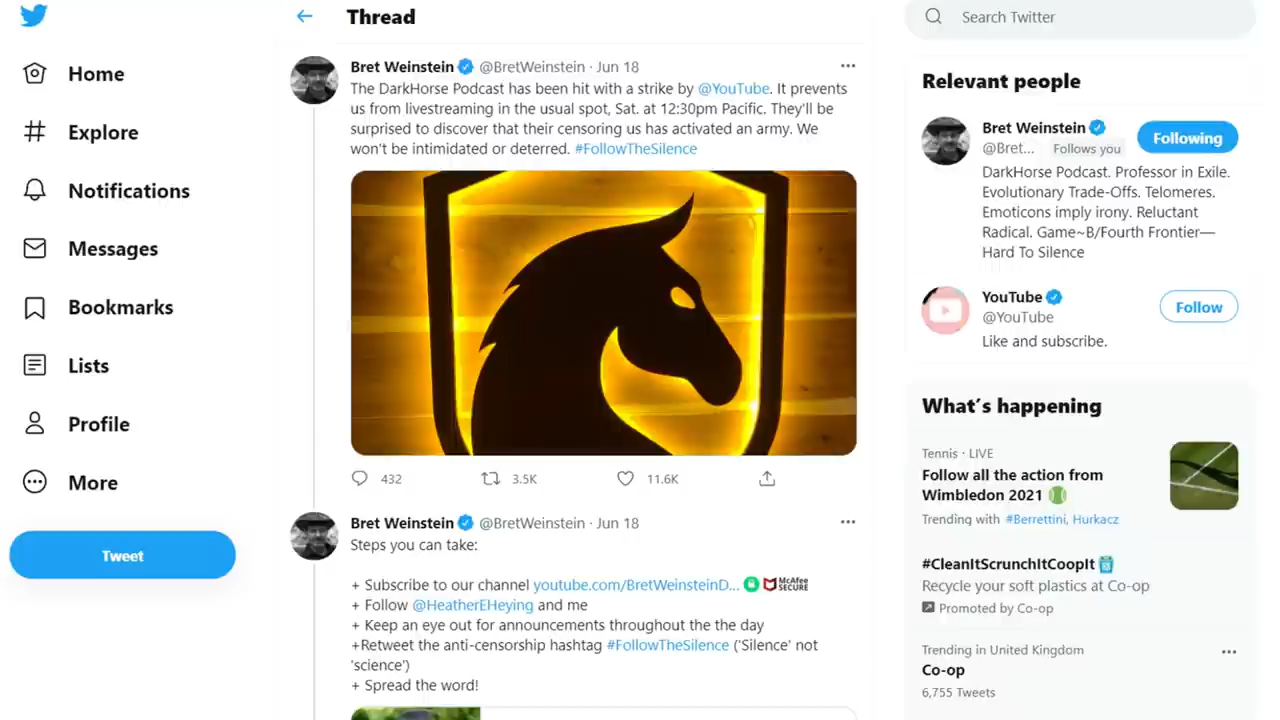 Home
Explore
Notifications
Messages
Bookmarks
Lists
Profile
More
Tweet
Thread
Bret Weinstein @BretWeinstein · Jun 18
The DarkHorse Podcast has been hit with a strike by @YouTube. It prevents
us from livestreaming in the usual spot, Sat. at 12:30pm Pacific. They'll be
surprised to discover that their censoring us has activated an army. We
won't be intimidated or deterred. #FollowTheSilence
432 3.5K 11.6K
Bret Weinstein @BretWeinstein · Jun 18
Steps you can take:
+ Subscribe to our channel youtube.com/BretWeinsteinD... McAfee SECURE
+ Follow @HeatherEHeying and me
+ Keep an eye out for announcements throughout the the day
+Retweet the anti-censorship hashtag #FollowTheSilence ('Silence' not
'science')
+ Spread the word!
Search Twitter
Relevant people
Bret Weinstein
@Bret... Follows you
Following
DarkHorse Podcast. Professor in Exile.
Evolutionary Trade-Offs. Telomeres.
Emoticons imply irony. Reluctant
Radical. Game~B/Fourth Frontier—
Hard To Silence
YouTube
@YouTube
Follow
Like and subscribe.
What's happening
Tennis · LIVE
Follow all the action from
Wimbledon 2021
Trending with #Berrettini, Hurkacz
#CleanItScrunchItCoopIt
Recycle your soft plastics at Co-op
Promoted by Co-op
Trending in United Kingdom
Co-op
6,755 Tweets